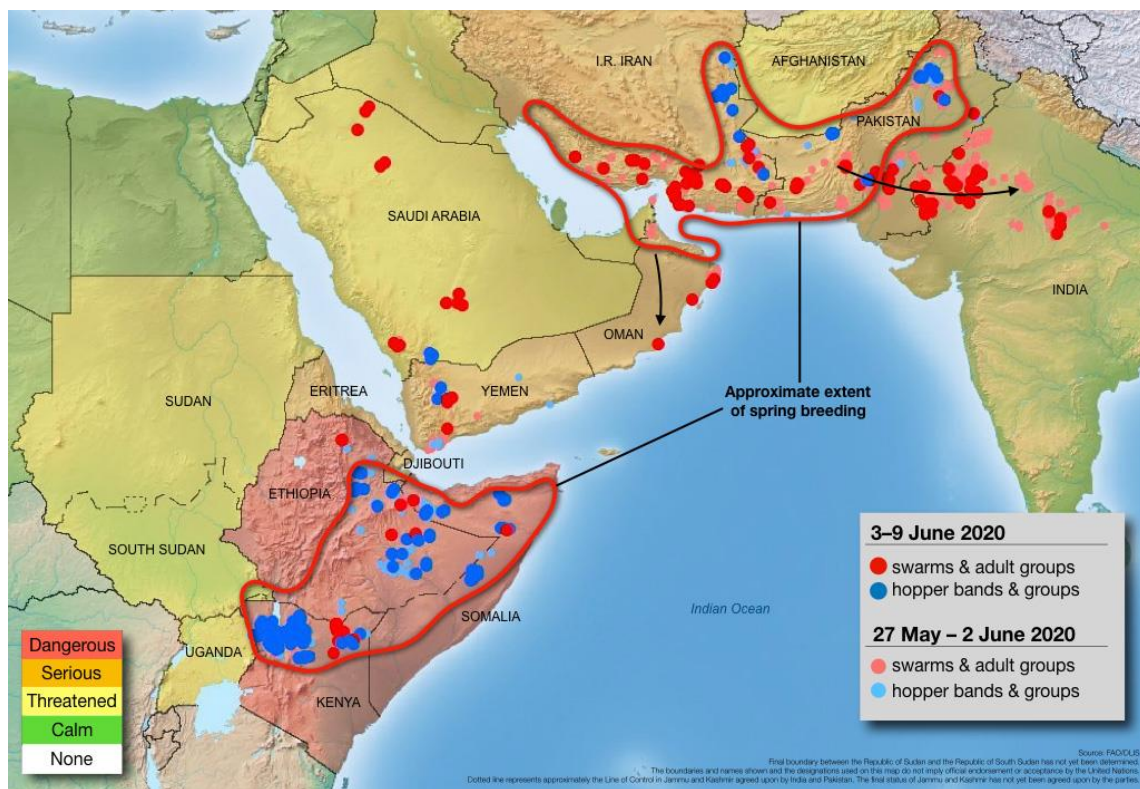 I.R. IRAN
AFGHANISTAN
PAKISTAN
SAUDI ARABIA
INDIA
OMAN
SUDAN
ERITREA
YEMEN
Approximate extent
of spring breeding
DJIBOUTI
ETHIOPIA
SOUTH SUDAN
SOMALIA
Indian Ocean
UGANDA
KENYA
Dangerous
Serious
Threatened
Calm
None
3–9 June 2020
swarms & adult groups
hopper bands & groups
27 May – 2 June 2020
swarms & adult groups
hopper bands & groups
Source: FAO/DLIS
Final boundary between the Republic of Sudan and the Republic of South Sudan has not yet been determined.
The boundaries and names shown and the designations used on this map do not imply official endorsement or acceptance by the United Nations.
Dotted line represents approximately the Line of Control in Jammu and Kashmir agreed upon by India and Pakistan. The final status of Jammu and Kashmir has not yet been agreed upon by the parties.